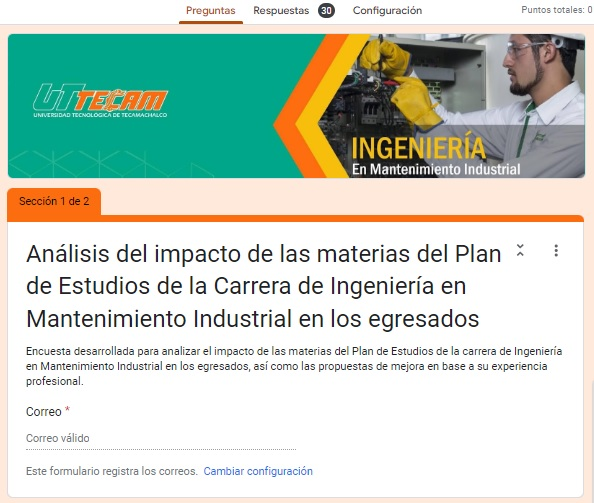 Preguntas Respuestas 30 Configuración Puntos totales: 0
UTTECAM
UNIVERSIDAD TECNOLÓGICA DE TECAMACHALCO
INGENIERÍA
En Mantenimiento Industrial
Sección 1 de 2
Análisis del impacto de las materias del Plan
de Estudios de la Carrera de Ingeniería en
Mantenimiento Industrial en los egresados
Encuesta desarrollada para analizar el impacto de las materias del Plan de Estudios de la carrera de Ingeniería
en Mantenimiento Industrial en los egresados, así como las propuestas de mejora en base a su experiencia
profesional.
Correo *
Correo válido
Este formulario registra los correos. Cambiar configuración